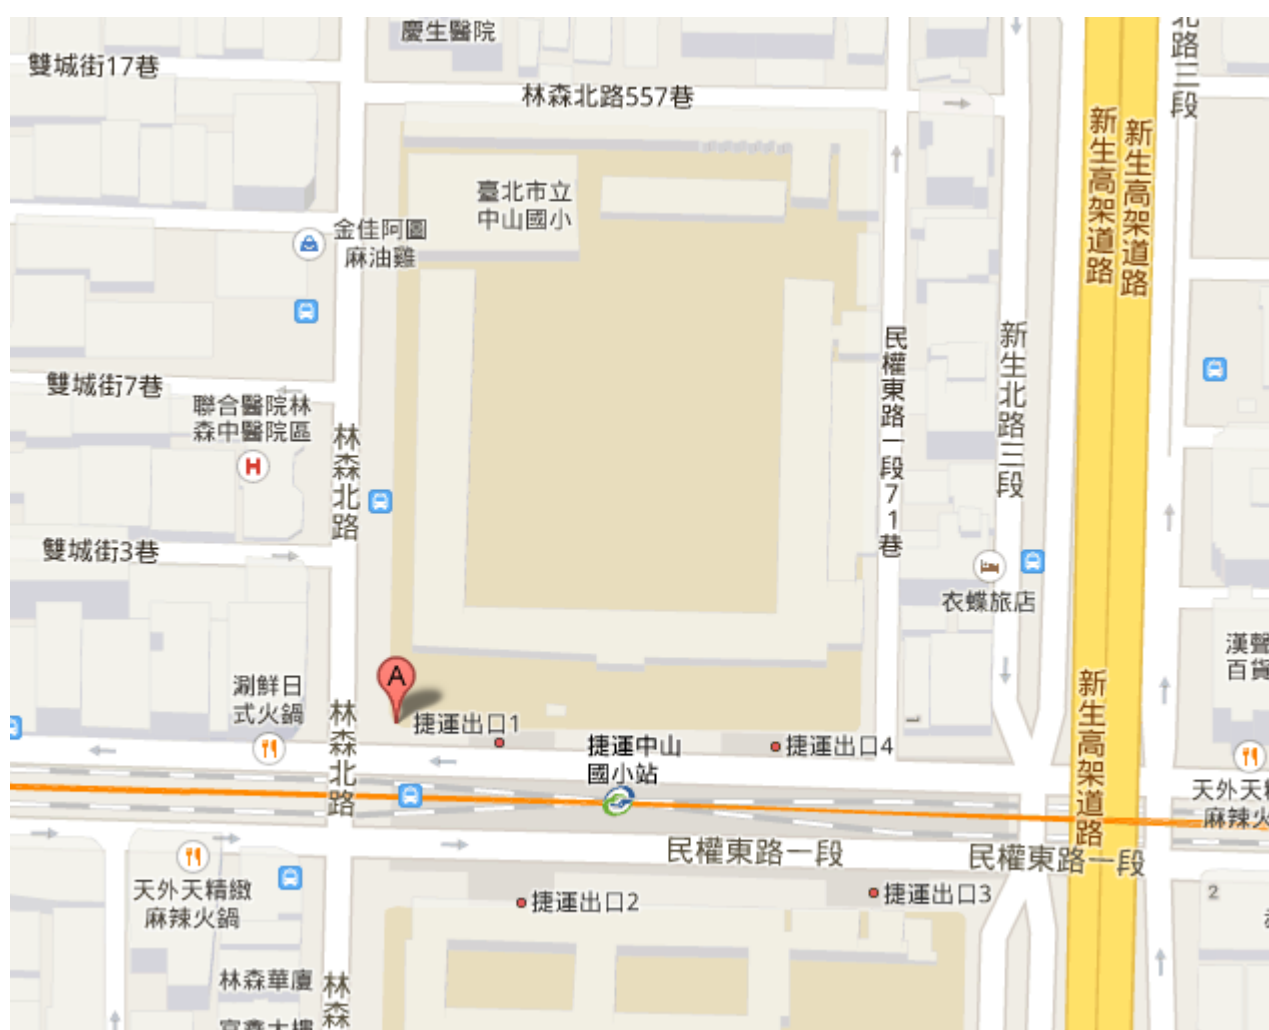 慶生醫院
雙城街17巷
林森北路557巷
北路三段
新生高架道路
新生高架道路
臺北市立
中山國小
金佳阿圖
麻油雞
雙城街7巷
聯合醫院林
森中醫院區
林森北路
民權東路一段71巷
新生北路三段
雙城街3巷
衣蝶旅店
漢聲
百貨
A
涮鮮日
式火鍋
林森北路
捷運出口1
捷運中山
國小站
捷運出口4
新生高架道路
天外天精
麻辣火
民權東路一段
民權東路一段
天外天精緻
麻辣火鍋
捷運出口2
捷運出口3
2
林森華廈
林森